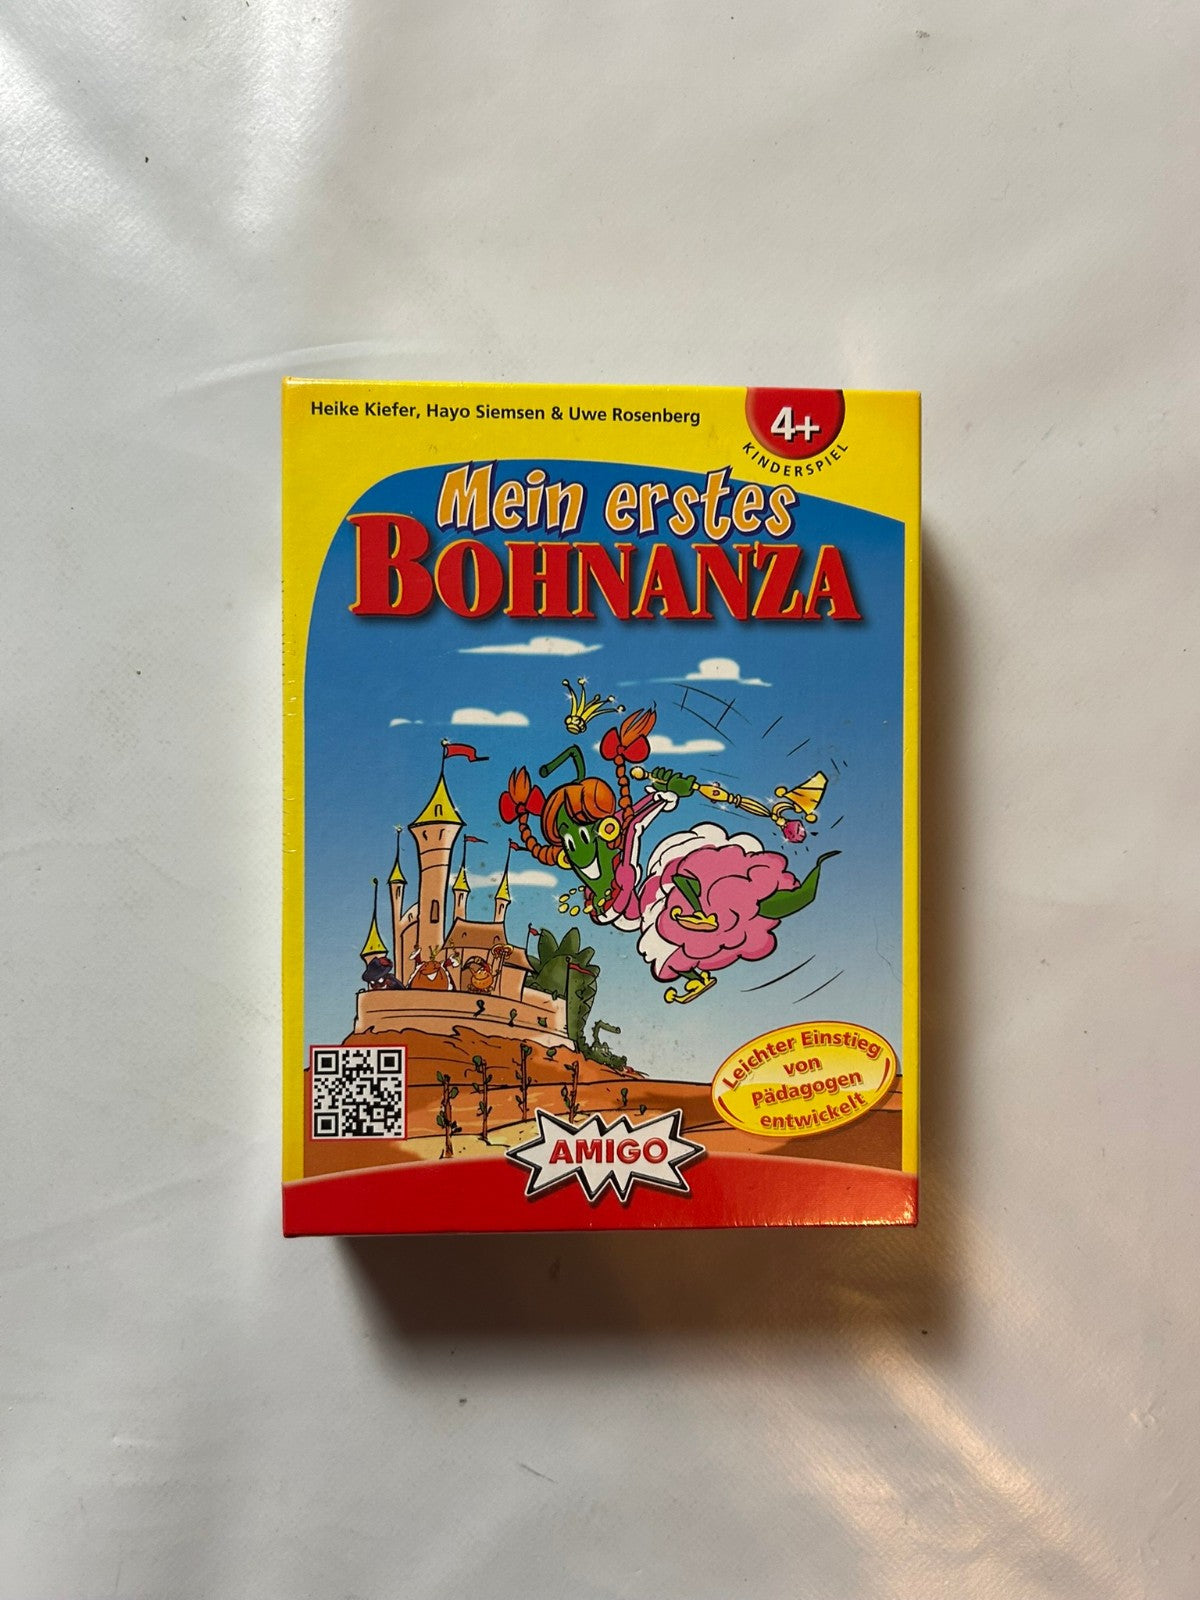 Heike Kiefer, Hayo Siemsen & Uwe Rosenberg
4+
KINDERSPIEL
Mein erstes
BOHNANZA
Leichter Einstieg
von
Pädagogen
entwickelt
AMIGO